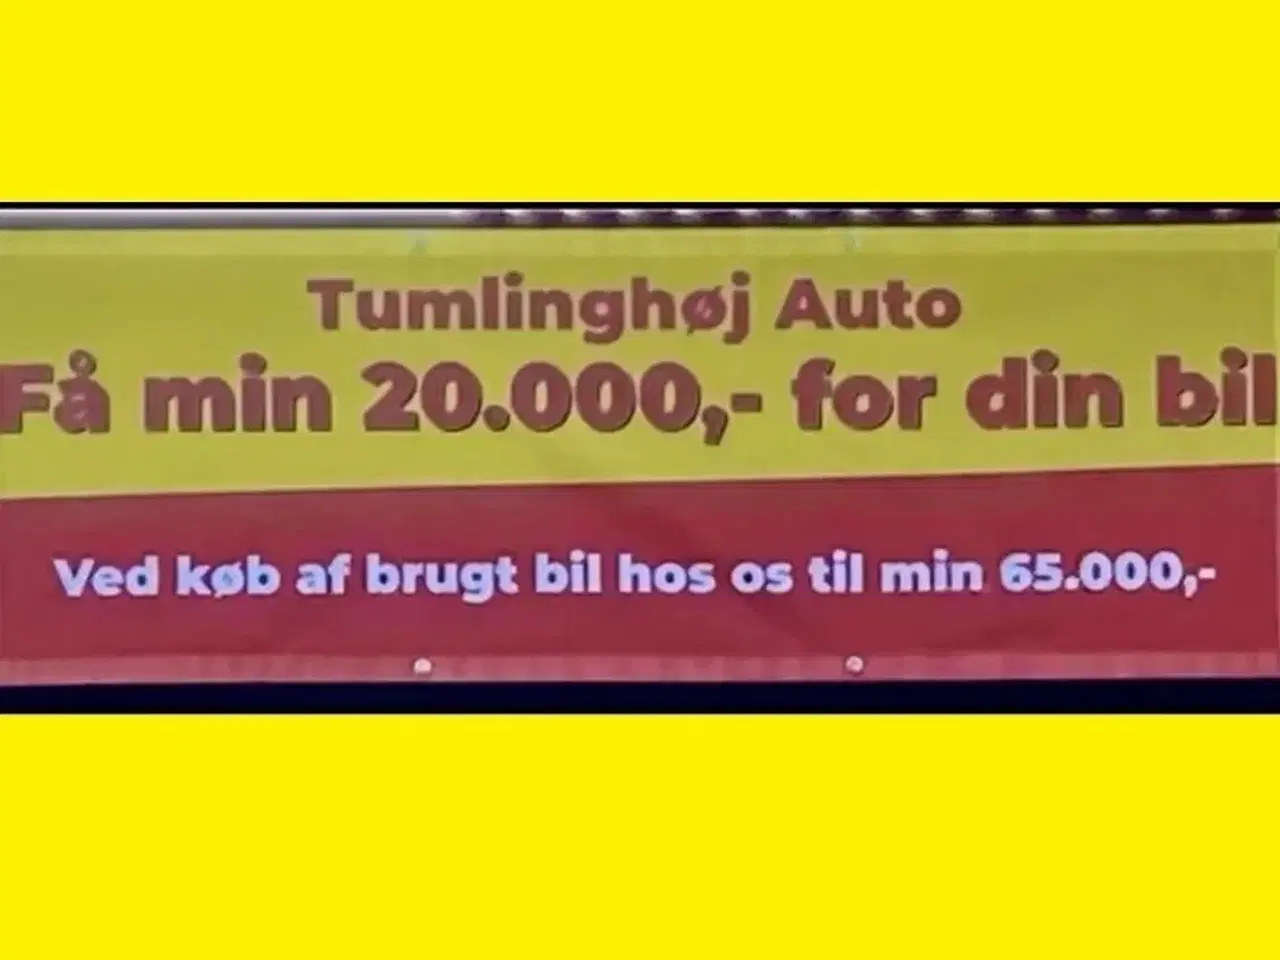 Tumlinghøj Auto
Få min 20.000,- for din bil
Ved køb af brugt bil hos os til min 65.000,-